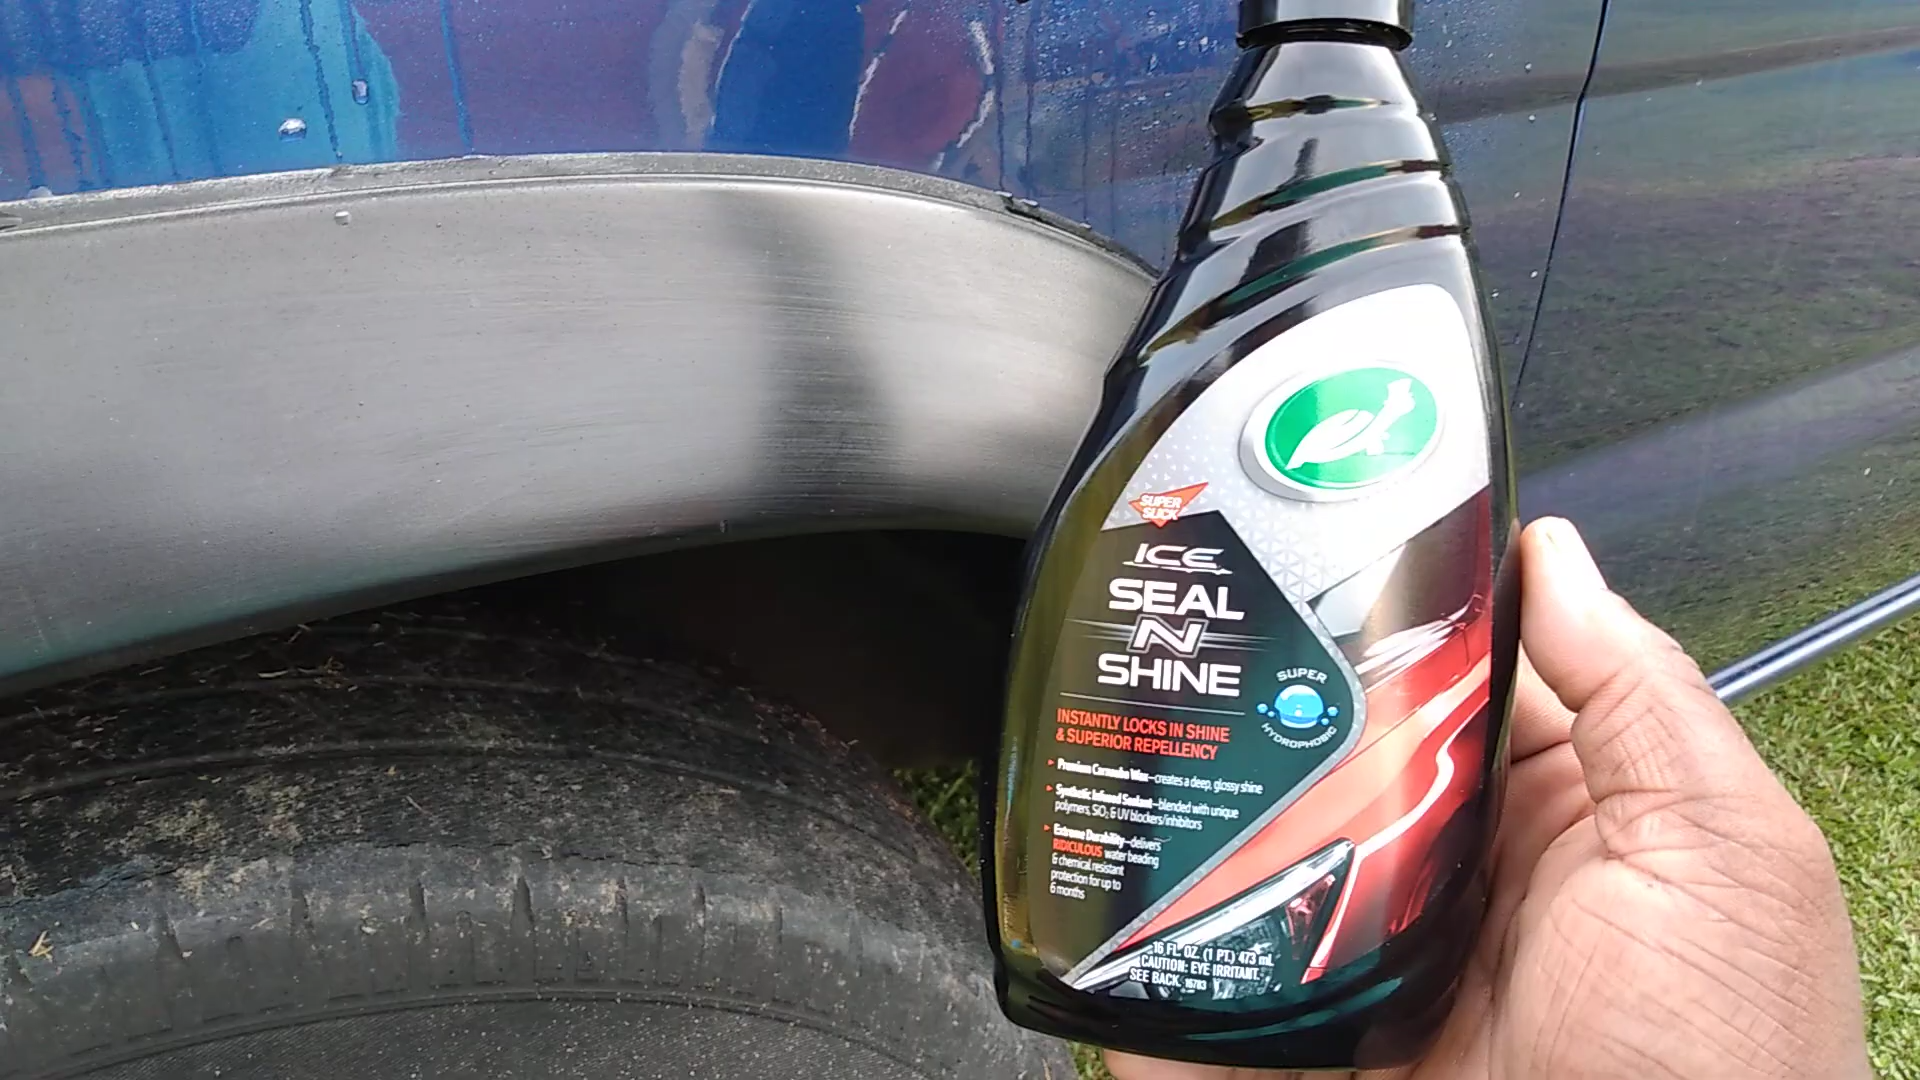 SUPER
SLICK
ICE
SEAL
N
SHINE
SUPER
HYDROPHOBIC
INSTANTLY LOCKS IN SHINE
& SUPERIOR REPELLENCY
Premium Carnauba Wax—creates a deep, glossy shine
Synthetic Infused Sealant—blended with unique
polymers, SiO₂ & UV blockers/inhibitors
Extreme Durability—delivers
RIDICULOUS water beading
& chemical resistant
protection for up to
6 months
16 FL. OZ. (1 PT.) 473 mL
CAUTION: EYE IRRITANT.
SEE BACK. 16783